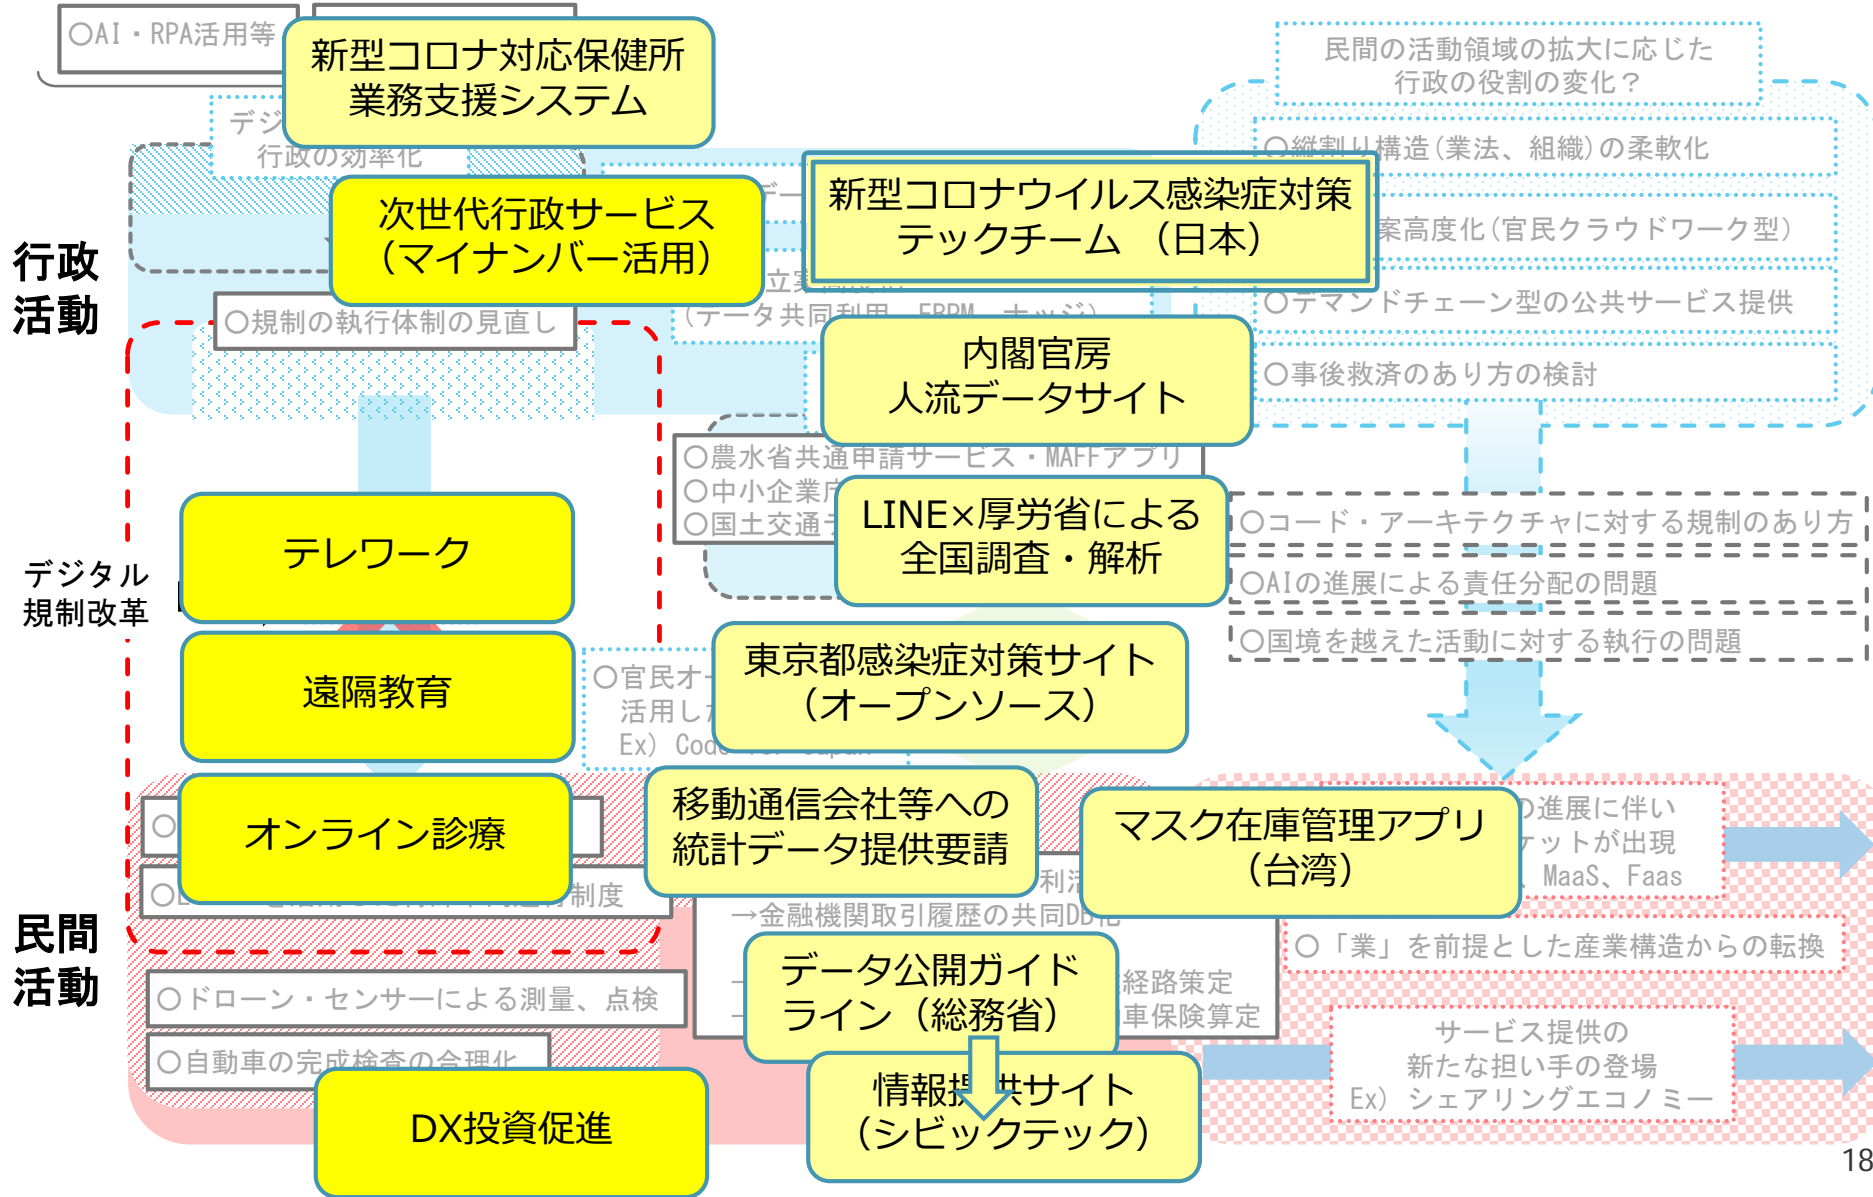 ○AI・RPA活用等
新型コロナ対応保健所
業務支援システム
民間の活動領域の拡大に応じた
行政の役割の変化？
デジ
行政の効率化
○縦割り構造(業法、組織)の柔軟化
デー
新型コロナウイルス感染症対策
テックチーム （日本）
次世代行政サービス
（マイナンバー活用）
案高度化(官民クラウドワーク型)
行政
活動
○デマンドチェーン型の公共サービス提供
○規制の執行体制の見直し
(データ共同利用、EBPM、ナッジ)
内閣官房
人流データサイト
○事後救済のあり方の検討
○農水省共通申請サービス・MAFFアプリ
○中小企業庁
○国土交通デ
LINE×厚労省による
全国調査・解析
○コード・アーキテクチャに対する規制のあり方
○AIの進展による責任分配の問題
○国境を越えた活動に対する執行の問題
テレワーク
デジタル
規制改革
遠隔教育
○官民オー
活用した
Ex) Code for Japan
東京都感染症対策サイト
（オープンソース）
オンライン診療
移動通信会社等への
統計データ提供要請
マスク在庫管理アプリ
（台湾）
の進展に伴い
ケットが出現
、MaaS、Faas
制度
利活
→金融機関取引履歴の共同DB化
民間
活動
データ公開ガイド
ライン（総務省）
経路策定
車保険算定
○「業」を前提とした産業構造からの転換
○ドローン・センサーによる測量、点検
○自動車の完成検査の合理化
サービス提供の
新たな担い手の登場
Ex) シェアリングエコノミー
DX投資促進
情報提供サイト
（シビックテック）
18